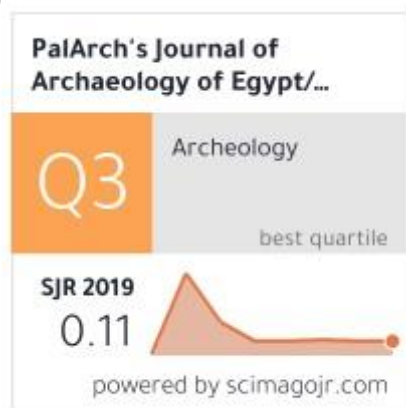 PalArch's Journal of
Archaeology of Egypt/...
Q3
Archeology
best quartile
SJR 2019
0.11
powered by scimagojr.com